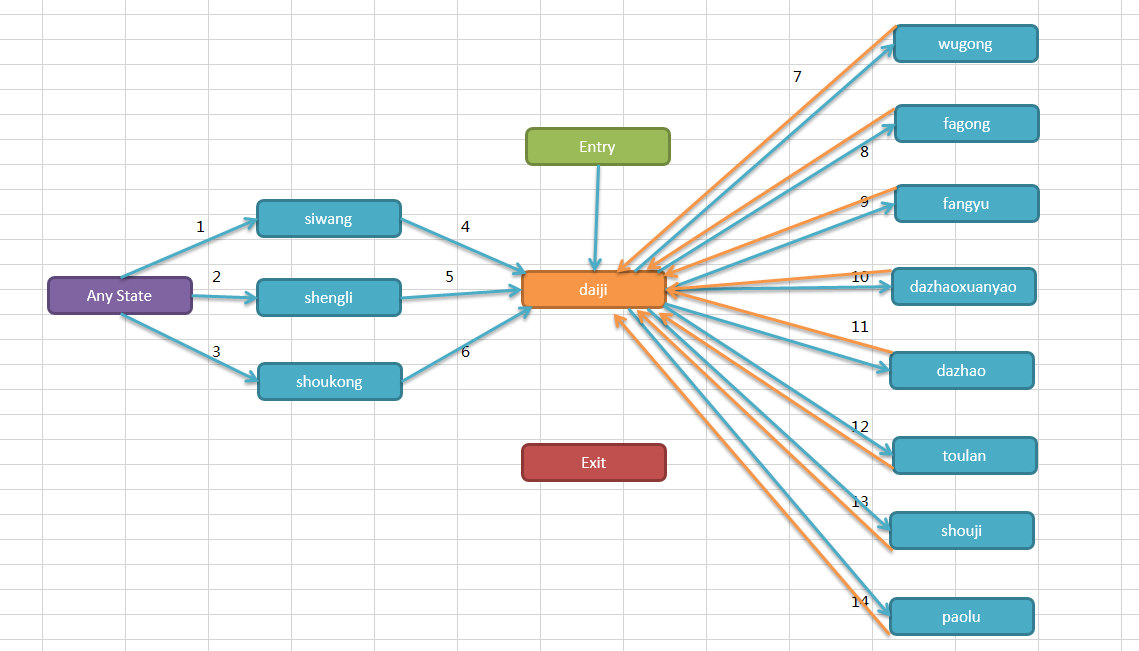 wugong
7
fagong
Entry
8
fangyu
9
siwang
1
4
daiji
dazhaoxuanyao
10
Any State
2
shengli
5
11
3
shoukong
6
dazhao
12
Exit
toulan
13
shouji
14
paolu